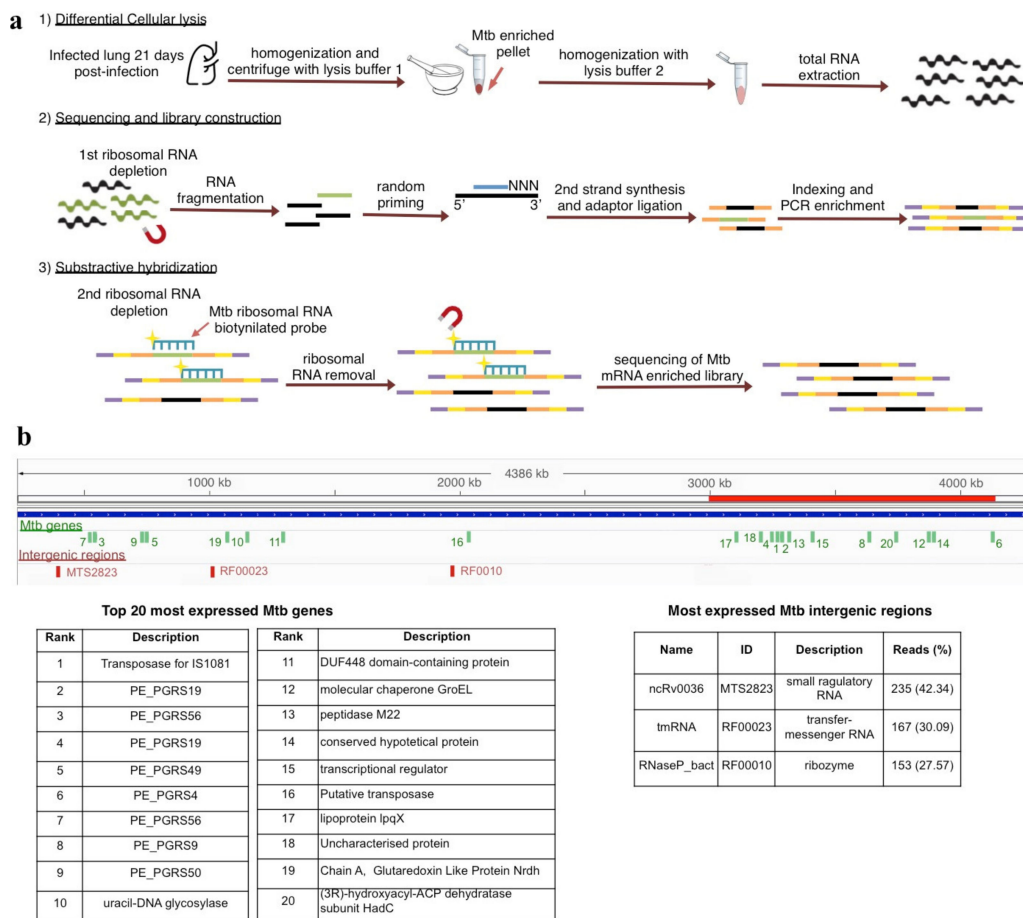 a
1) Differential Cellular lysis
Infected lung 21 days
post-infection
homogenization and
centrifuge with lysis buffer 1
Mtb enriched
pellet
homogenization with
lysis buffer 2
total RNA
extraction
2) Sequencing and library construction
1st ribosomal RNA
depletion
RNA
fragmentation
random
priming
NNN
5’ 3’
2nd strand synthesis
and adaptor ligation
Indexing and
PCR enrichment
3) Substractive hybridization
2nd ribosomal RNA
depletion
Mtb ribosomal RNA
biotynilated probe
ribosomal
RNA removal
sequencing of Mtb
mRNA enriched library
b
4386 kb
1000 kb 2000 kb 3000 kb 4000 kb
Mtb genes
7 3 9 5 19 10 11 16 17 18 4 1 2 13 15 8 20 12 14 6
Intergenic regions
MTS2823 RF00023 RF0010
Top 20 most expressed Mtb genes
Rank Description
1 Transposase for IS1081
2 PE_PGRS19
3 PE_PGRS56
4 PE_PGRS19
5 PE_PGRS49
6 PE_PGRS4
7 PE_PGRS56
8 PE_PGRS9
9 PE_PGRS50
10 uracil-DNA glycosylase
Rank Description
11 DUF448 domain-containing protein
12 molecular chaperone GroEL
13 peptidase M22
14 conserved hypotetical protein
15 transcriptional regulator
16 Putative transposase
17 lipoprotein lpqX
18 Uncharacterised protein
19 Chain A, Glutaredoxin Like Protein Nrdh
20 (3R)-hydroxyacyl-ACP dehydratase
subunit HadC
Most expressed Mtb intergenic regions
Name ID Description Reads (%)
ncRv0036 MTS2823 small ragulatory
RNA 235 (42.34)
tmRNA RF00023 transfer-
messenger RNA 167 (30.09)
RNaseP_bact RF00010 ribozyme 153 (27.57)